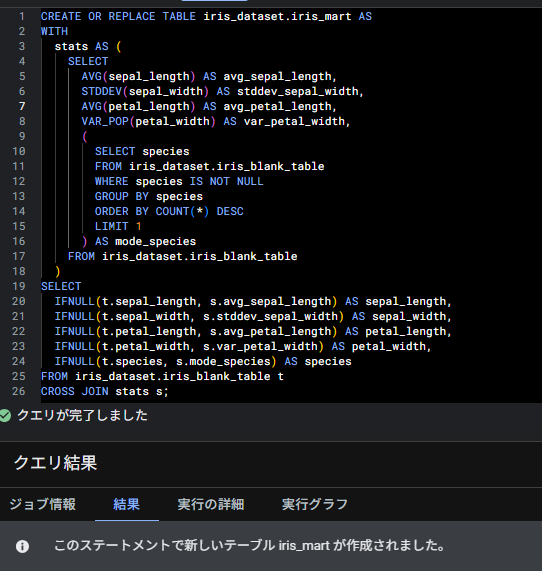 1 CREATE OR REPLACE TABLE iris_dataset.iris_mart AS
2 WITH
3 stats AS (
4 SELECT
5 AVG(sepal_length) AS avg_sepal_length,
6 STDDEV(sepal_width) AS stddev_sepal_width,
7 AVG(petal_length) AS avg_petal_length,
8 VAR_POP(petal_width) AS var_petal_width,
9 (
10 SELECT species
11 FROM iris_dataset.iris_blank_table
12 WHERE species IS NOT NULL
13 GROUP BY species
14 ORDER BY COUNT(*) DESC
15 LIMIT 1
16 ) AS mode_species
17 FROM iris_dataset.iris_blank_table
18 )
19 SELECT
20 IFNULL(t.sepal_length, s.avg_sepal_length) AS sepal_length,
21 IFNULL(t.sepal_width, s.stddev_sepal_width) AS sepal_width,
22 IFNULL(t.petal_length, s.avg_petal_length) AS petal_length,
23 IFNULL(t.petal_width, s.var_petal_width) AS petal_width,
24 IFNULL(t.species, s.mode_species) AS species
25 FROM iris_dataset.iris_blank_table t
26 CROSS JOIN stats s;
クエリが完了しました
クエリ結果
ジョブ情報 結果 実行の詳細 実行グラフ
このステートメントで新しいテーブル iris_mart が作成されました。